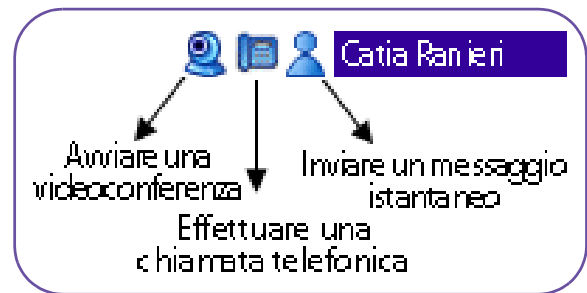 Catia Ranieri
Avviare una
videoconferenza
Inviare un messaggio
istantaneo
Effettuare una
chiamata telefonica